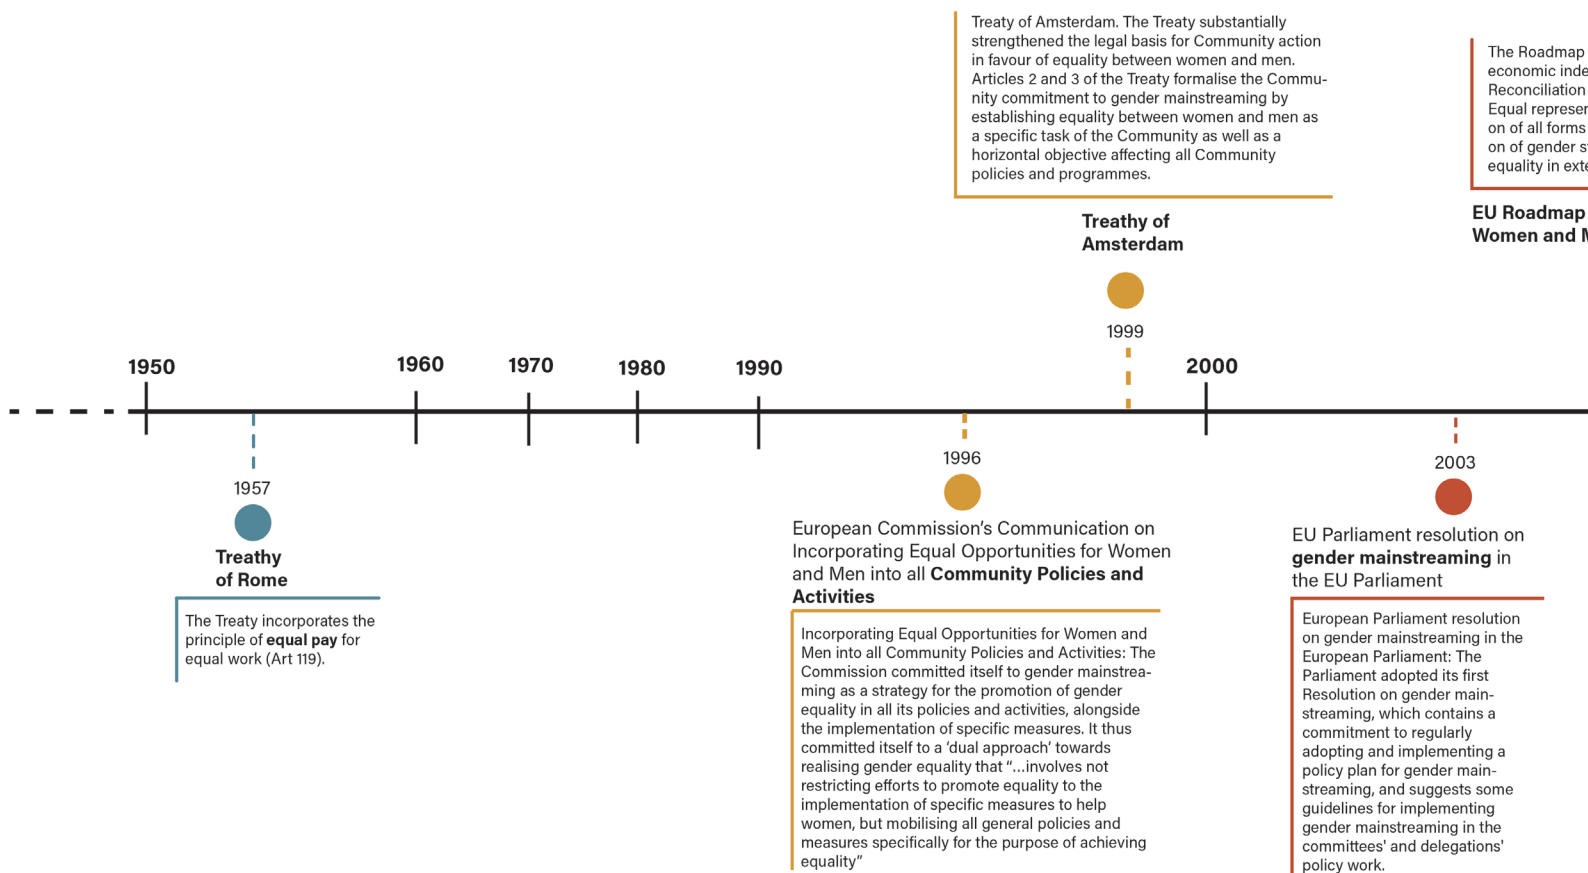 Treaty of Amsterdam. The Treaty substantially
strengthened the legal basis for Community action
in favour of equality between women and men.
Articles 2 and 3 of the Treaty formalise the Commu-
nity commitment to gender mainstreaming by
establishing equality between women and men as
a specific task of the Community as well as a
horizontal objective affecting all Community
policies and programmes.
Treathy of
Amsterdam
1999
The Roadmap
economic
Reconciliation
Equal
on of all forms
on of gender
equality in
EU Roadmap
Women and
1950
1960
1970
1980
1990
2000
1957
Treathy
of Rome
The Treaty incorporates the
principle of equal pay for
equal work (Art 119).
1996
European Commission’s Communication on
Incorporating Equal Opportunities for Women
and Men into all Community Policies and
Activities
Incorporating Equal Opportunities for Women and
Men into all Community Policies and Activities: The
Commission committed itself to gender mainstrea-
ming as a strategy for the promotion of gender
equality in all its policies and activities, alongside
the implementation of specific measures. It thus
committed itself to a ‘dual approach’ towards
realising gender equality that “...involves not
restricting efforts to promote equality to the
implementation of specific measures to help
women, but mobilising all general policies and
measures specifically for the purpose of achieving
equality”
2003
EU Parliament resolution on
gender mainstreaming in
the EU Parliament
European Parliament resolution
on gender mainstreaming in the
European Parliament: The
Parliament adopted its first
Resolution on gender main-
streaming, which contains a
commitment to regularly
adopting and implementing a
policy plan for gender main-
streaming, and suggests some
guidelines for implementing
gender mainstreaming in the
committees' and delegations'
policy work.